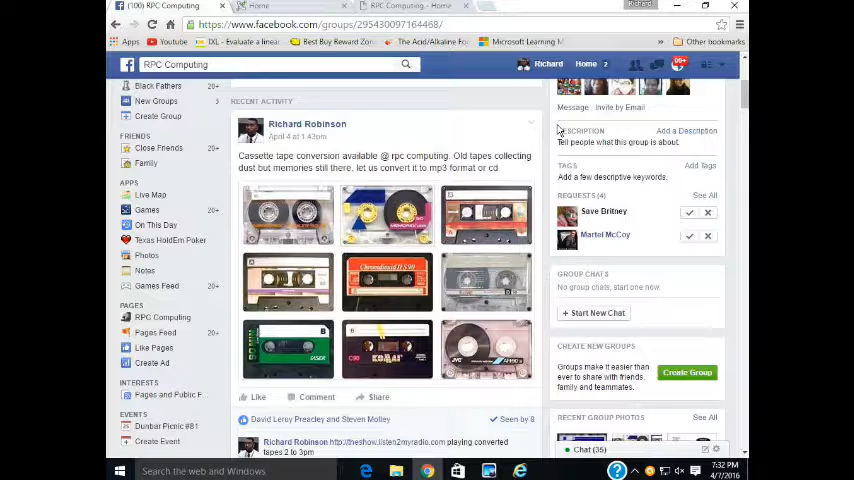 (100) RPC Computing
Home
RPC Computing - Home
Richard
https://www.facebook.com/groups/295430097164468/
Apps
Youtube
IXL - Evaluate a linear
Best Buy Reward Zon
The Acid/Alkaline Fo
Microsoft Learning M
Other bookmarks
RPC Computing
Richard
Home 2
99+
Black Fathers 20+
New Groups 3
Create Group
FRIENDS
Close Friends 20+
Family
APPS
Live Map
Games 20+
On This Day
Texas HoldEm Poker
Photos
Notes
Games Feed 20+
PAGES
RPC Computing
Pages Feed 20+
Like Pages
Create Ad
INTERESTS
Pages and Public F...
EVENTS
Dunbar Picnic #81
Create Event
RECENT ACTIVITY
Richard Robinson
April 4 at 1:43pm
Cassette tape conversion available @ rpc computing. Old tapes collecting
dust but memories still there, let us convert it to mp3 format or cd
Like
Comment
Share
David Leroy Preacley and Steven Motley
Seen by 8
Richard Robinson http://theshow.listen2myradio.com playing converted
tapes 2 to 3pm
Message
Invite by Email
DESCRIPTION
Add a Description
Tell people what this group is about.
TAGS
Add Tags
Add a few descriptive keywords.
REQUESTS (4)
See All
Save Britney
Martel McCoy
GROUP CHATS
No group chats, start one now.
+ Start New Chat
CREATE NEW GROUPS
Groups make it easier than ever to share with friends, family and teammates.
Create Group
RECENT GROUP PHOTOS
See All
Chat (35)
Search the web and Windows
7:32 PM
4/7/2016